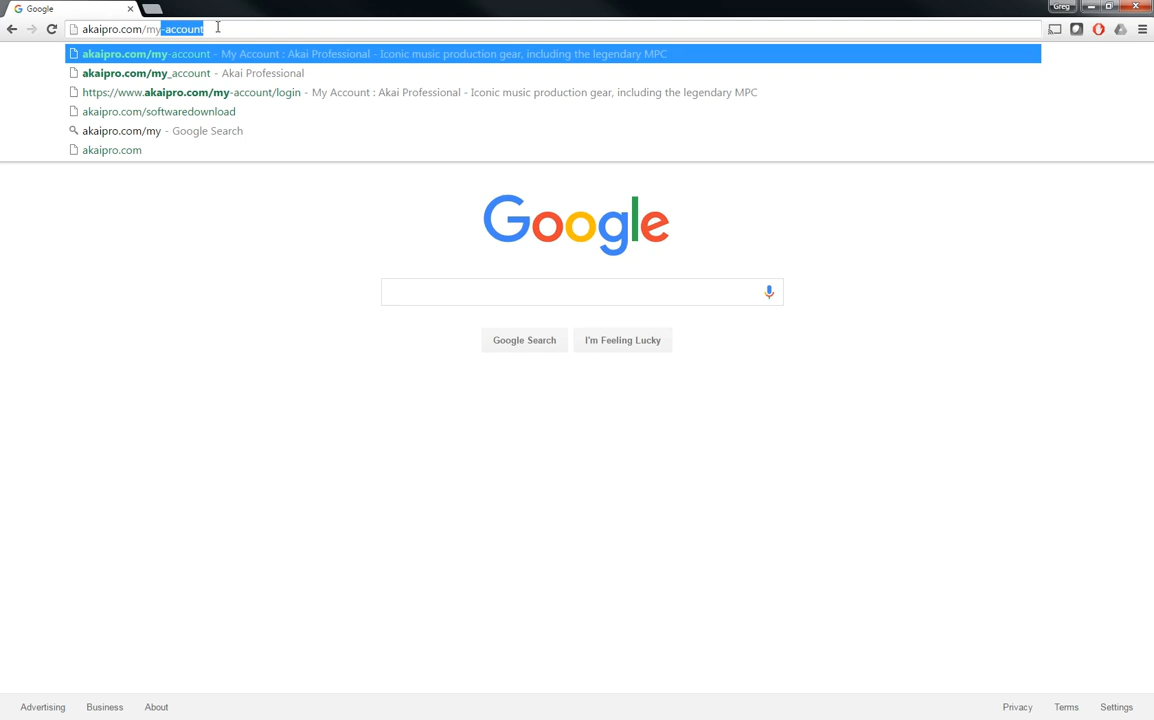 Google
Greg
akaipro.com/my-account
akaipro.com/my-account - My Account : Akai Professional - Iconic music production gear, including the legendary MPC
akaipro.com/my_account - Akai Professional
https://www.akaipro.com/my-account/login - My Account : Akai Professional - Iconic music production gear, including the legendary MPC
akaipro.com/softwaredownload
akaipro.com/my - Google Search
akaipro.com
Google
Google Search I'm Feeling Lucky
Advertising Business About Privacy Terms Settings